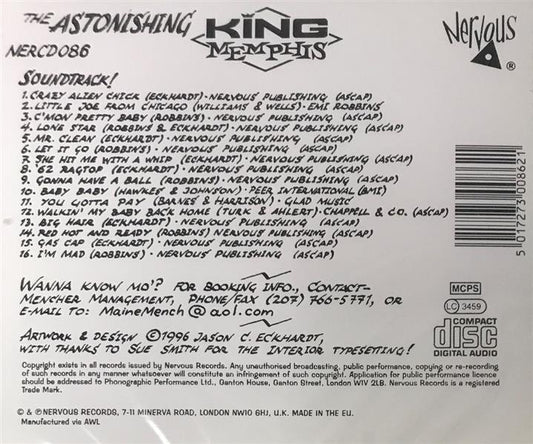 THE ASTONISHING KING MEMPHIS
Nervous ®
NERCD086
SOUNDTRACK!
1. CRAZY ALIEN CHICK (ECKHARDT) · NERVOUS PUBLISHING (ASCAP)
2. LITTLE JOE FROM CHICAGO (WILLIAMS & WELLS) · EMI ROBBINS
3. C'MON PRETTY BABY (ROBBINS) · NERVOUS PUBLISHING (ASCAP)
4. LONE STAR (ROBBINS & ECKHARDT) · NERVOUS PUBLISHING (ASCAP)
5. MR. CLEAN (ECKHARDT) · NERVOUS PUBLISHING (ASCAP)
6. LET IT GO (ROBBINS) · NERVOUS PUBLISHING (ASCAP)
7. SHE HIT ME WITH A WHIP (ECKHARDT) · NERVOUS PUBLISHING (ASCAP)
8. '62 RAGTOP (ECKHARDT) · NERVOUS PUBLISHING (ASCAP)
9. GONNA HAVE A BALL (ROBBINS) · NERVOUS PUBLISHING (ASCAP)
10. BABY BABY (HAWKEY & JOHNSON) · PEER INTERNATIONAL (BMI)
11. YOU GOTTA PAY (BARNES & HARRISON) · GLAD MUSIC
12. WALKIN' MY BABY BACK HOME (TURK & AHLERT) · CHAPPELL & CO. (ASCAP)
13. BIG HAIR (ECKHARDT) · NERVOUS PUBLISHING (ASCAP)
14. RED HOT AND READY (ROBBINS) NERVOUS PUBLISHING (ASCAP)
15. GAS CAP (ECKHARDT) · NERVOUS PUBLISHING (ASCAP)
16. I'M MAD (ROBBINS) · NERVOUS PUBLISHING (ASCAP)
5 017273 008621
WANNA KNOW MO'? FOR BOOKING INFO., CONTACT-
MENCHER MANAGEMENT, PHONE/FAX (207) 766-5771, OR
E-MAIL TO: MaineMench @ aol.com
MCPS
LC 3459
COMPACT
disc
DIGITAL AUDIO
ARTWORK & DESIGN ©1996 JASON C. ECKHARDT,
WITH THANKS TO SUE SMITH FOR THE INTERIOR TYPESETTING!
Copyright exists in all records issued by Nervous Records. Any unauthorised broadcasting, public performance, copying or re-recording
of such records in any manner whatsoever will constitute an infringement of such copyright. Application for public performance licence
should be addressed to Phonographic Performance Ltd., Ganton House, Ganton Street, London W1V 2LB. Nervous Records is a registered
Trade Mark.
© & ℗ NERVOUS RECORDS, 7-11 MINERVA ROAD, LONDON NW10 6HJ, U.K. MADE IN THE EU.
Manufactured via AWL